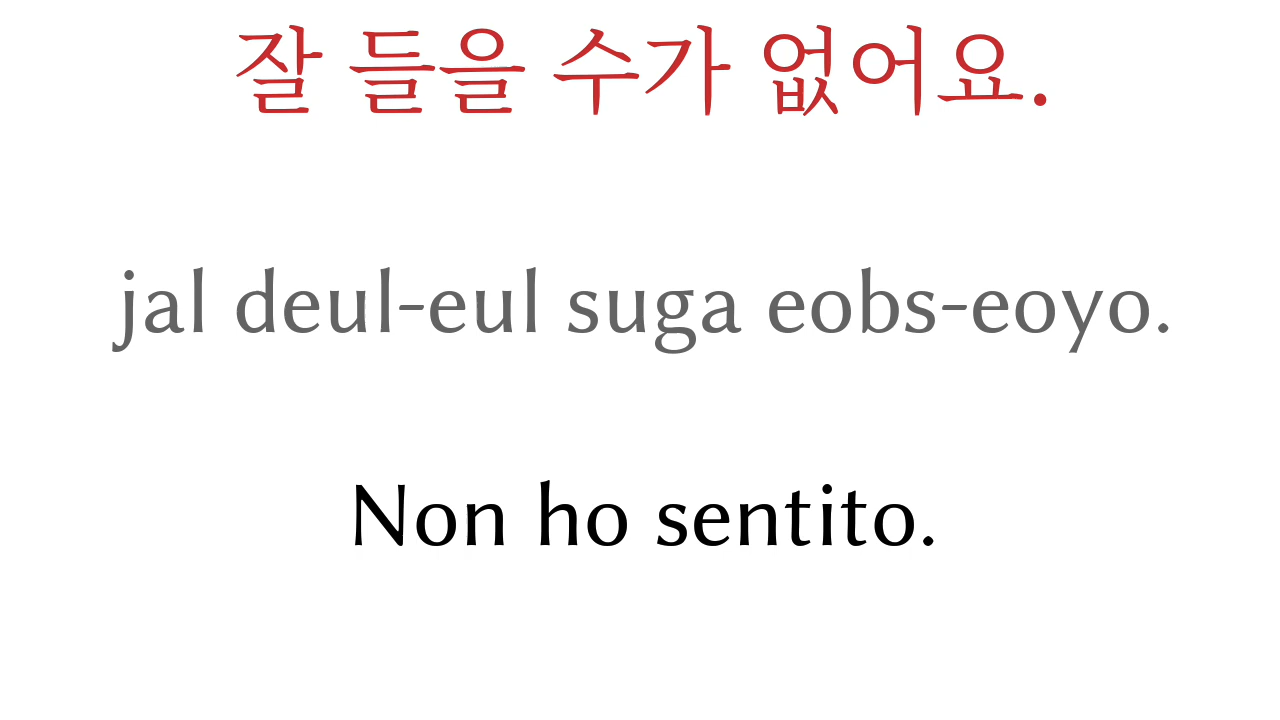 잘 들을 수가 없어요.
jal deul-eul suga eobs-eoyo.
Non ho sentito.